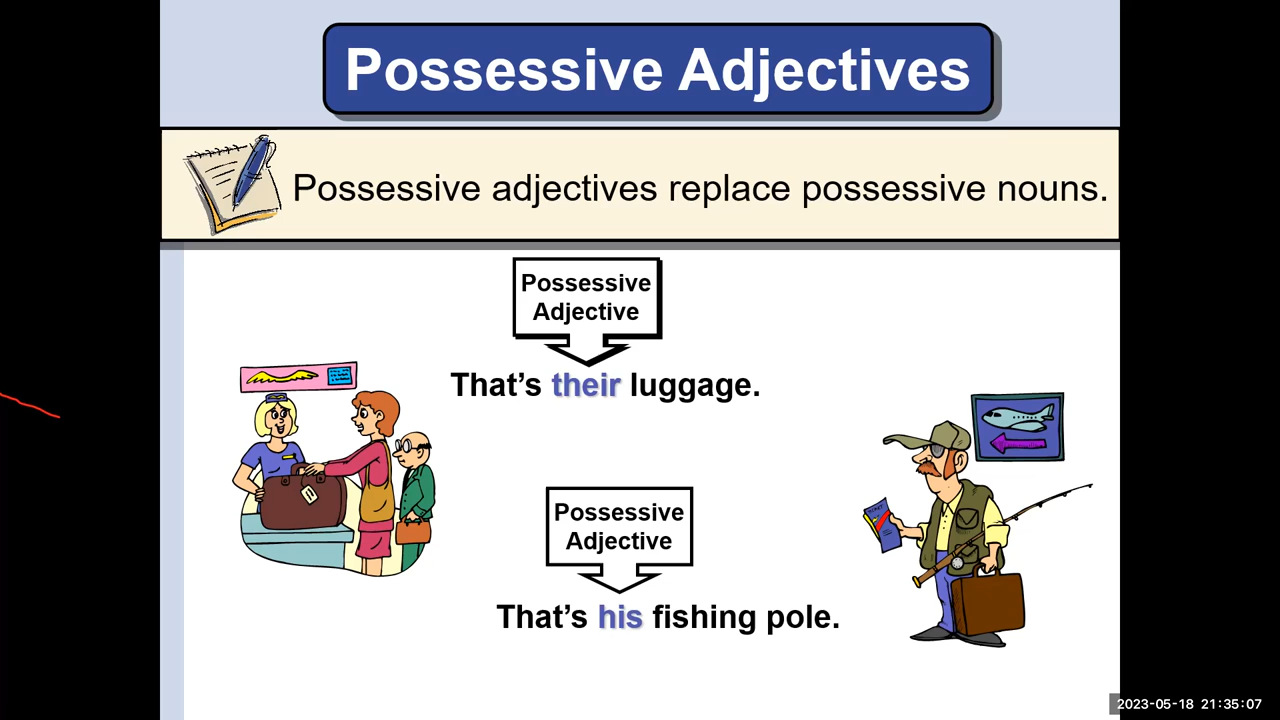 Possessive Adjectives
Possessive adjectives replace possessive nouns.
Possessive
Adjective
That’s their luggage.
Possessive
Adjective
That’s his fishing pole.
2023-05-18 21:35:07